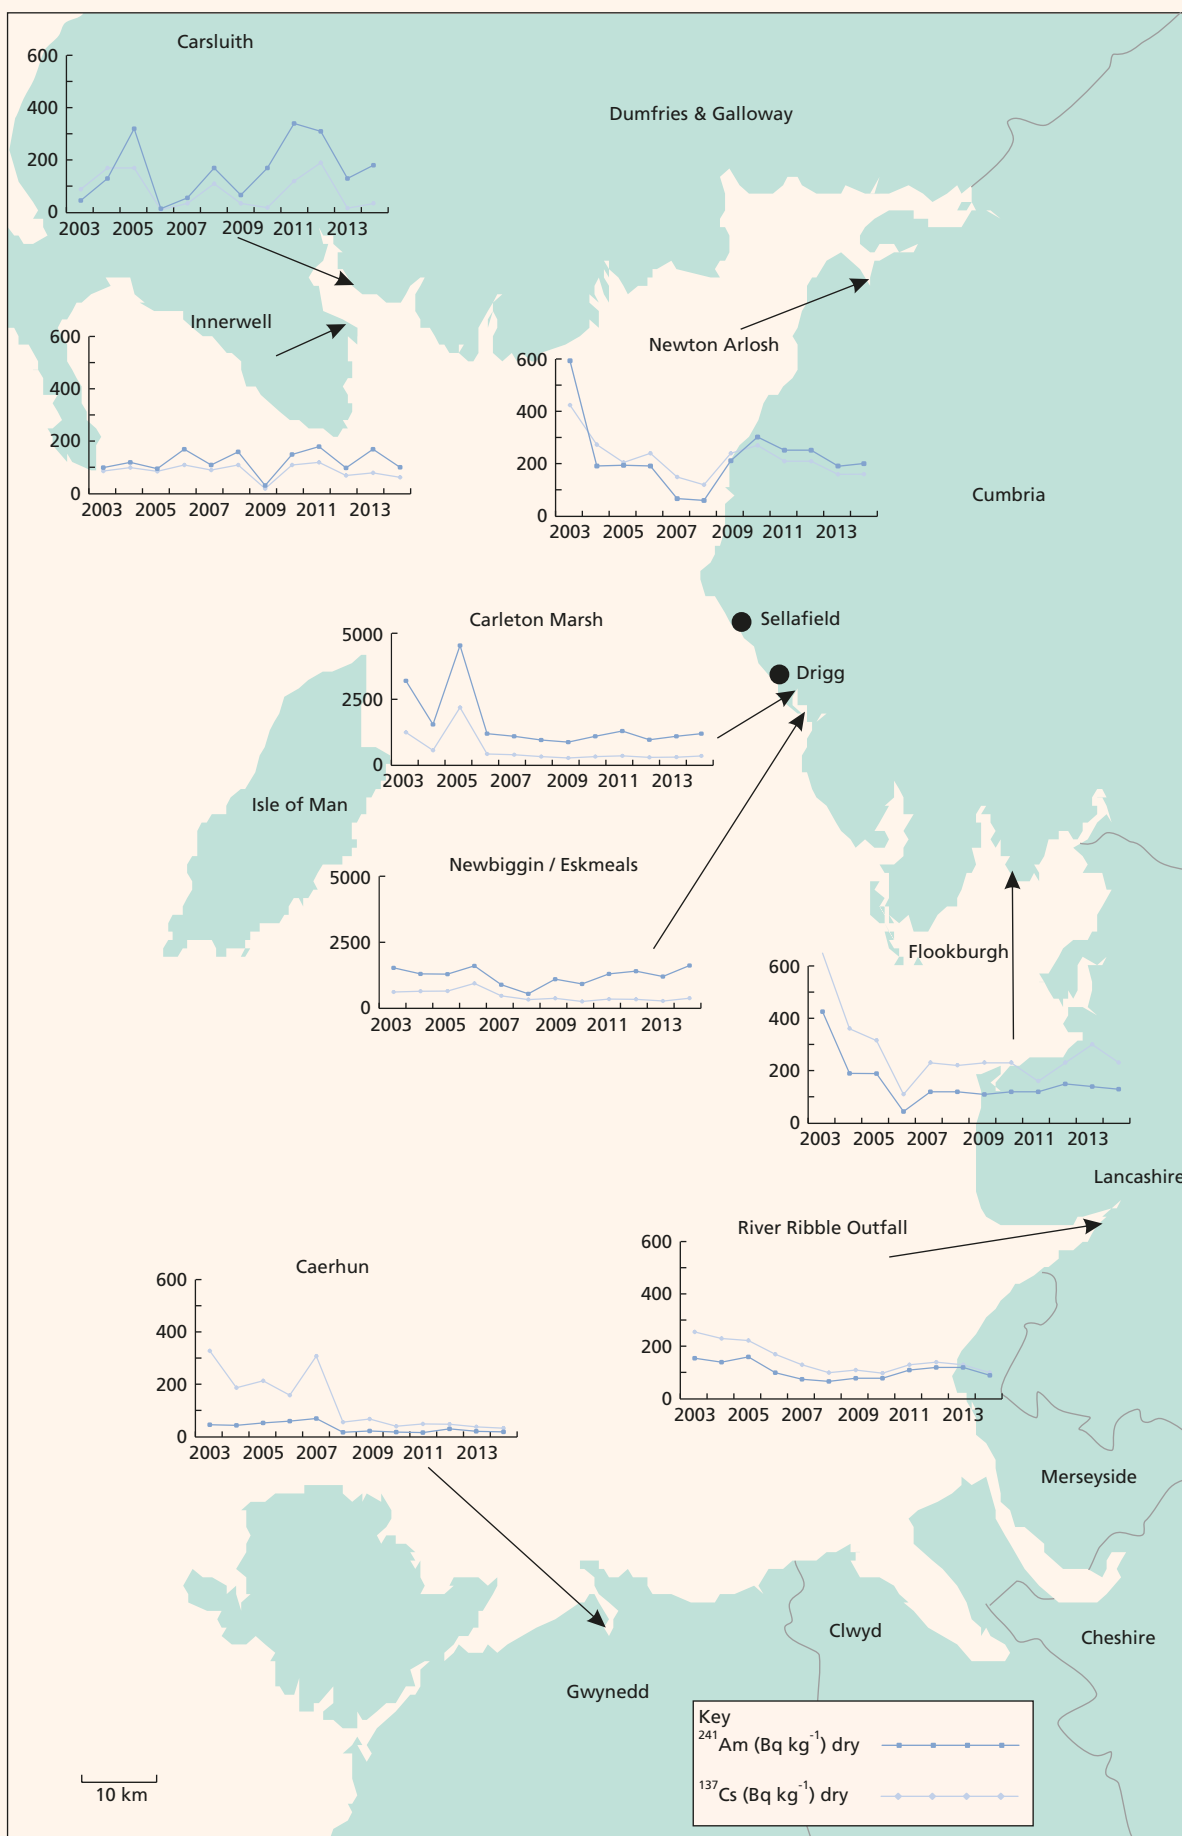 Carsluith
600
400
200
0
2003 2005 2007 2009 2011 2013
Dumfries & Galloway
Innerwell
600
400
200
0
2003 2005 2007 2009 2011 2013
Newton Arlosh
600
400
200
0
2003 2005 2007 2009 2011 2013
Cumbria
Sellafield
Drigg
Carleton Marsh
5000
2500
0
2003 2005 2007 2009 2011 2013
Isle of Man
Newbiggin / Eskmeals
5000
2500
0
2003 2005 2007 2009 2011 2013
Flookburgh
600
400
200
0
2003 2005 2007 2009 2011 2013
Lancashire
River Ribble Outfall
600
400
200
0
2003 2005 2007 2009 2011 2013
Caerhun
600
400
200
0
2003 2005 2007 2009 2011 2013
Merseyside
Clwyd
Cheshire
Gwynedd
Key
²⁴¹Am (Bq kg⁻¹) dry
¹³⁷Cs (Bq kg⁻¹) dry
10 km